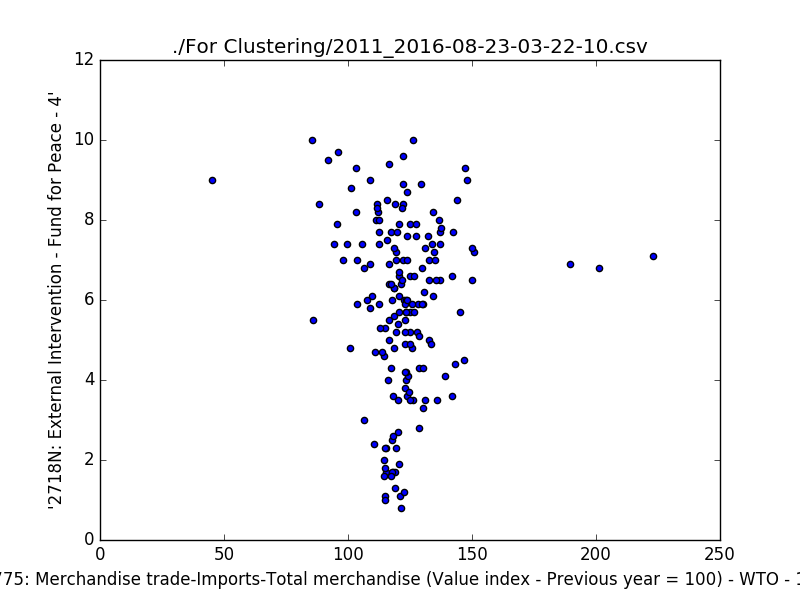 ./For Clustering/2011_2016-08-23-03-22-10.csv
'2718N: External Intervention - Fund for Peace - 4'
12
10
8
6
4
2
0
0 50 100 150 200 250
775: Merchandise trade-Imports-Total merchandise (Value index - Previous year = 100) - WTO -